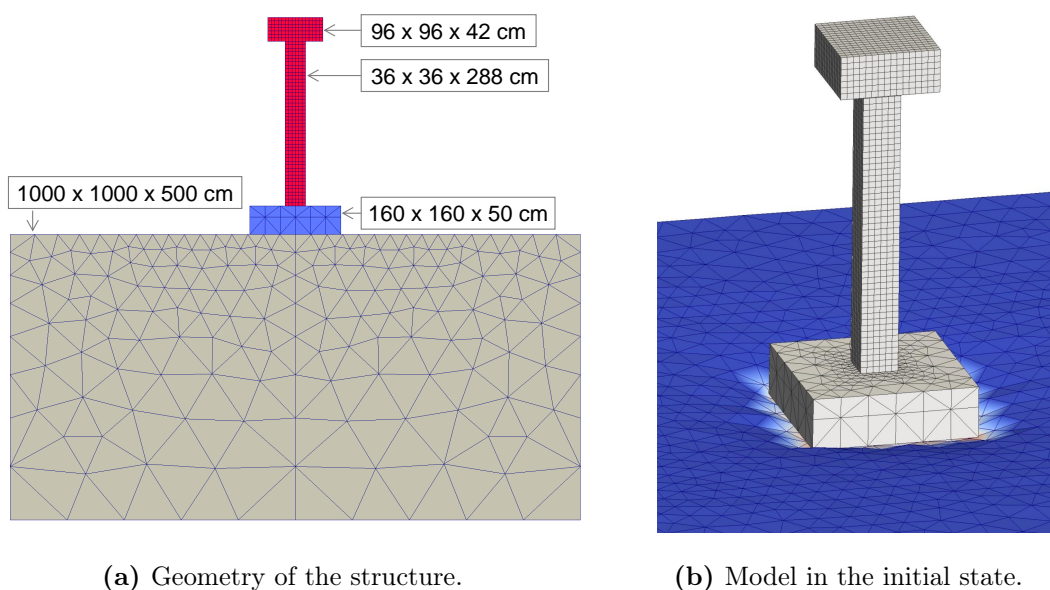 96 x 96 x 42 cm
36 x 36 x 288 cm
1000 x 1000 x 500 cm
160 x 160 x 50 cm
(a) Geometry of the structure.
(b) Model in the initial state.